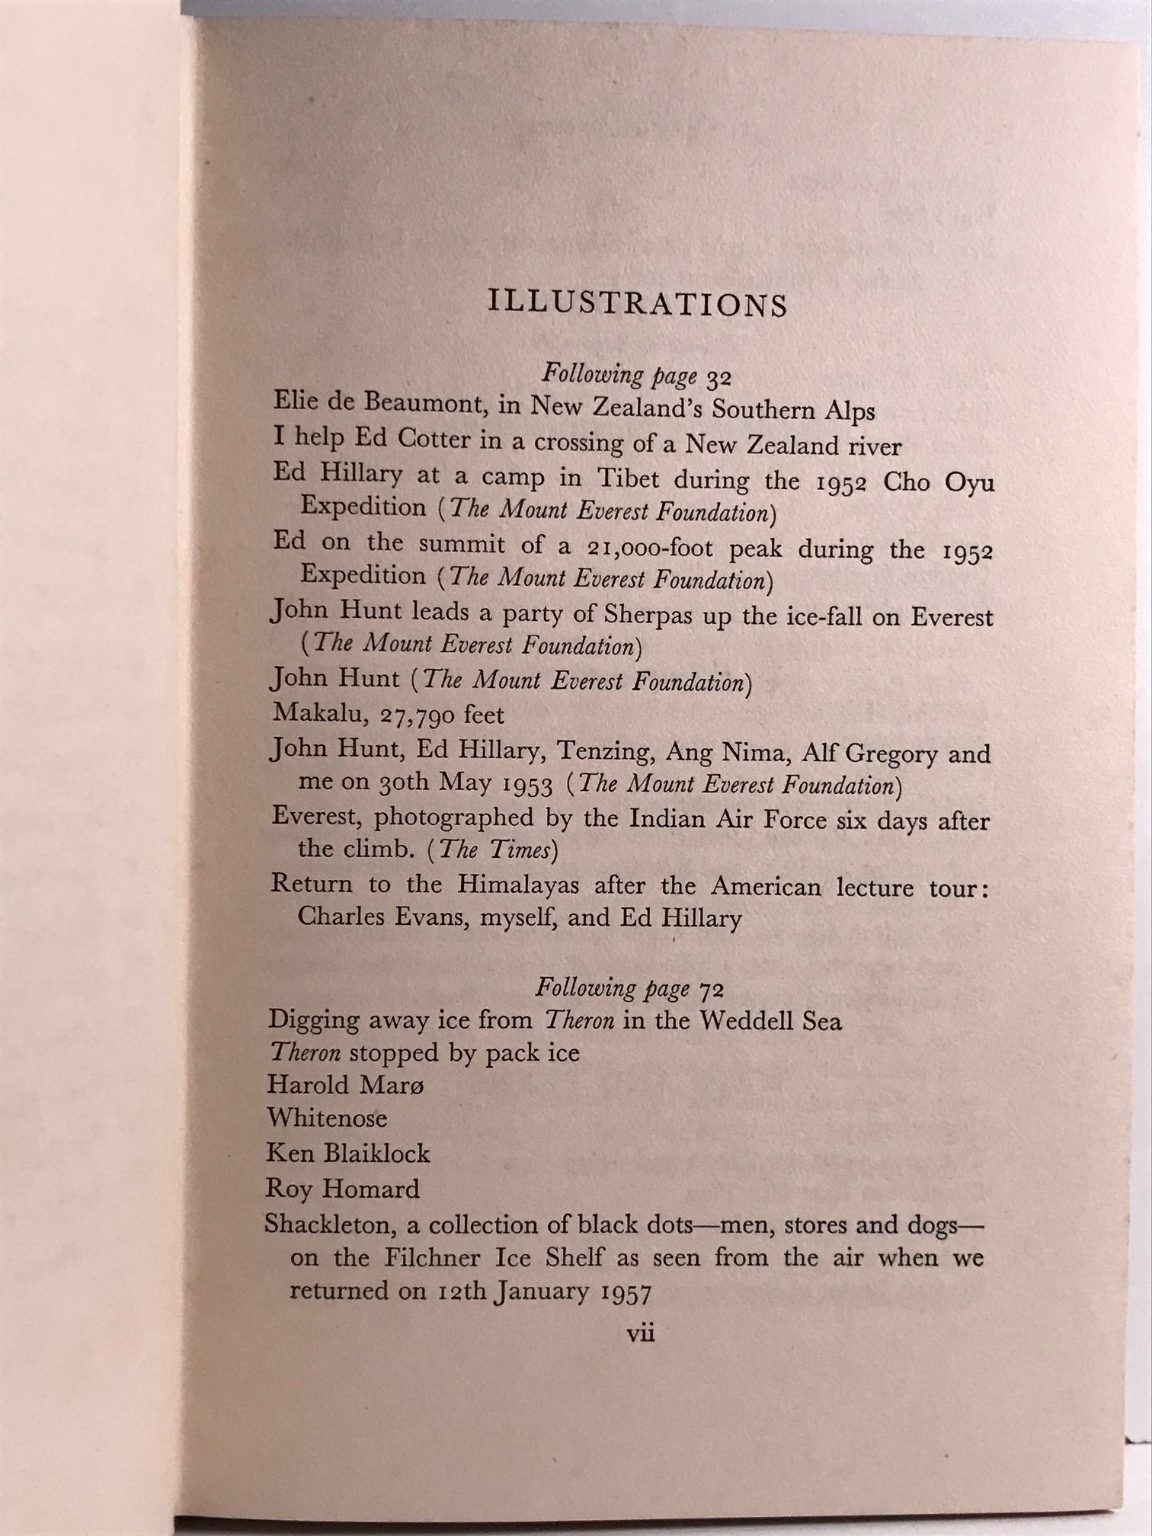 ILLUSTRATIONS
Following page 32
Elie de Beaumont, in New Zealand's Southern Alps
I help Ed Cotter in a crossing of a New Zealand river
Ed Hillary at a camp in Tibet during the 1952 Cho Oyu
Expedition (The Mount Everest Foundation)
Ed on the summit of a 21,000-foot peak during the 1952
Expedition (The Mount Everest Foundation)
John Hunt leads a party of Sherpas up the ice-fall on Everest
(The Mount Everest Foundation)
John Hunt (The Mount Everest Foundation)
Makalu, 27,790 feet
John Hunt, Ed Hillary, Tenzing, Ang Nima, Alf Gregory and
me on 30th May 1953 (The Mount Everest Foundation)
Everest, photographed by the Indian Air Force six days after
the climb. (The Times)
Return to the Himalayas after the American lecture tour:
Charles Evans, myself, and Ed Hillary
Following page 72
Digging away ice from Theron in the Weddell Sea
Theron stopped by pack ice
Harold Marø
Whitenose
Ken Blaiklock
Roy Homard
Shackleton, a collection of black dots—men, stores and dogs—
on the Filchner Ice Shelf as seen from the air when we
returned on 12th January 1957
vii